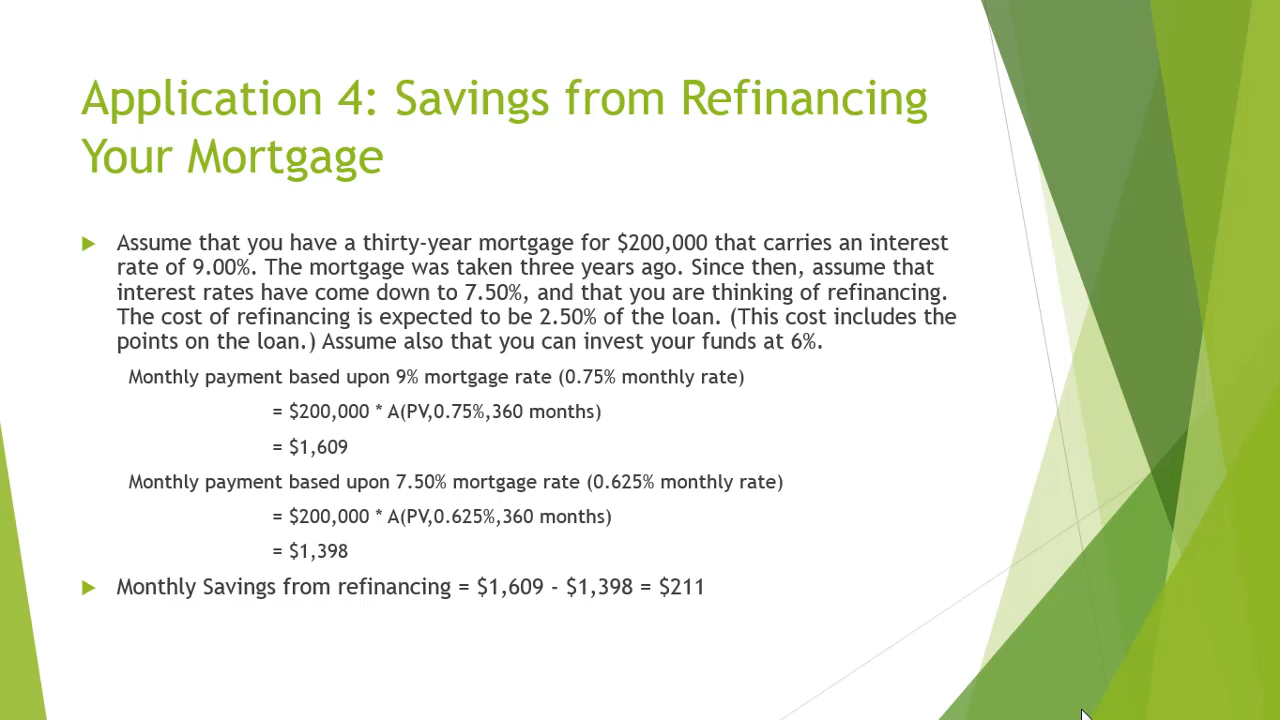 Application 4: Savings from Refinancing
Your Mortgage
Assume that you have a thirty-year mortgage for $200,000 that carries an interest
rate of 9.00%. The mortgage was taken three years ago. Since then, assume that
interest rates have come down to 7.50%, and that you are thinking of refinancing.
The cost of refinancing is expected to be 2.50% of the loan. (This cost includes the
points on the loan.) Assume also that you can invest your funds at 6%.
Monthly payment based upon 9% mortgage rate (0.75% monthly rate)
= $200,000 * A(PV,0.75%,360 months)
= $1,609
Monthly payment based upon 7.50% mortgage rate (0.625% monthly rate)
= $200,000 * A(PV,0.625%,360 months)
= $1,398
Monthly Savings from refinancing = $1,609 - $1,398 = $211